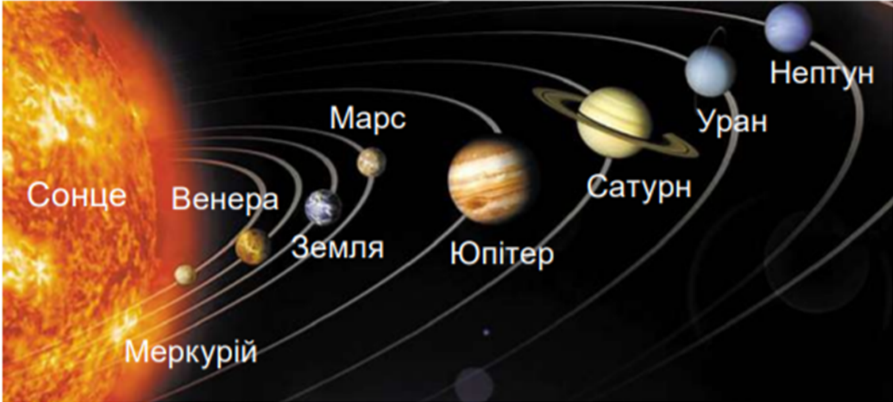 Сонце
Меркурій
Венера
Земля
Марс
Юпітер
Сатурн
Уран
Нептун